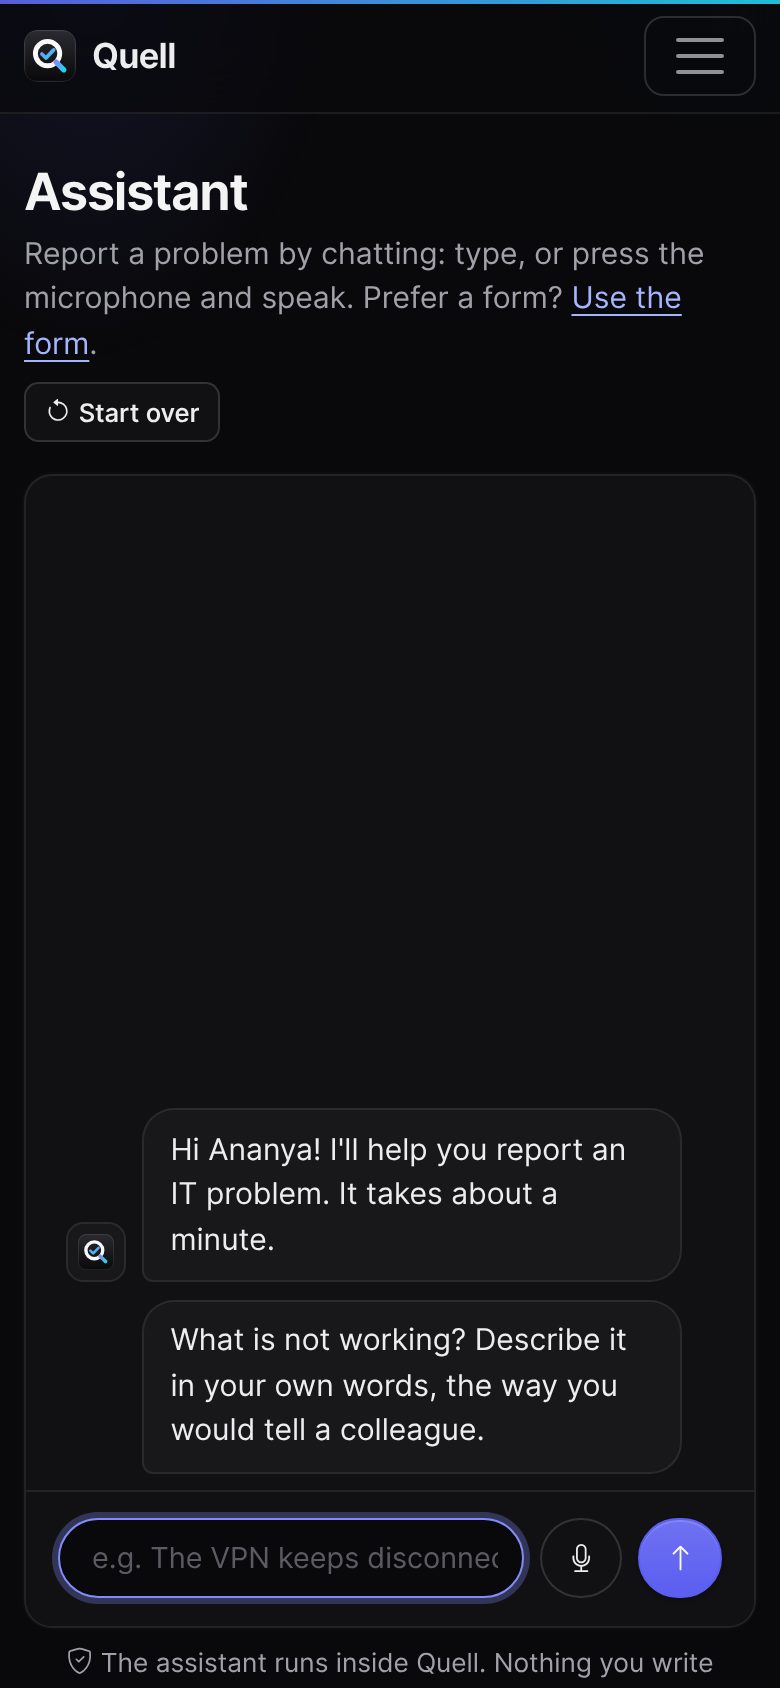 Quell
Assistant
Report a problem by chatting: type, or press the
microphone and speak. Prefer a form? Use the
form.
Start over
Hi Ananya! I'll help you report an
IT problem. It takes about a
minute.
What is not working? Describe it
in your own words, the way you
would tell a colleague.
e.g. The VPN keeps disconnec
The assistant runs inside Quell. Nothing you write